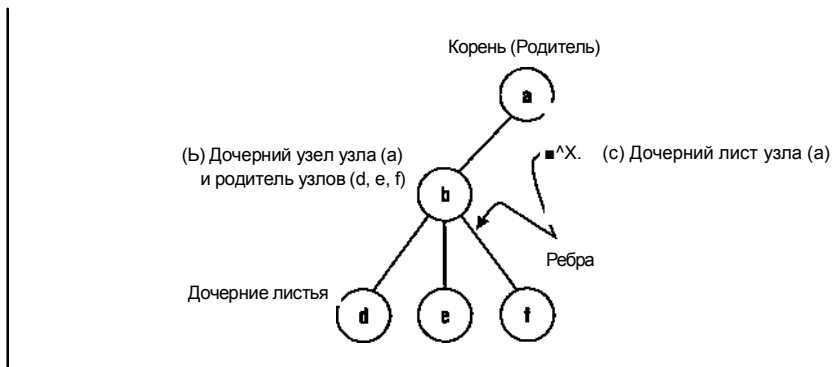 Корень (Родитель)
a
(Ь) Дочерний узел узла (а)
и родитель узлов (d, e, f)
■^X. (с) Дочерний лист узла (а)
b
Ребра
Дочерние листья
d e f